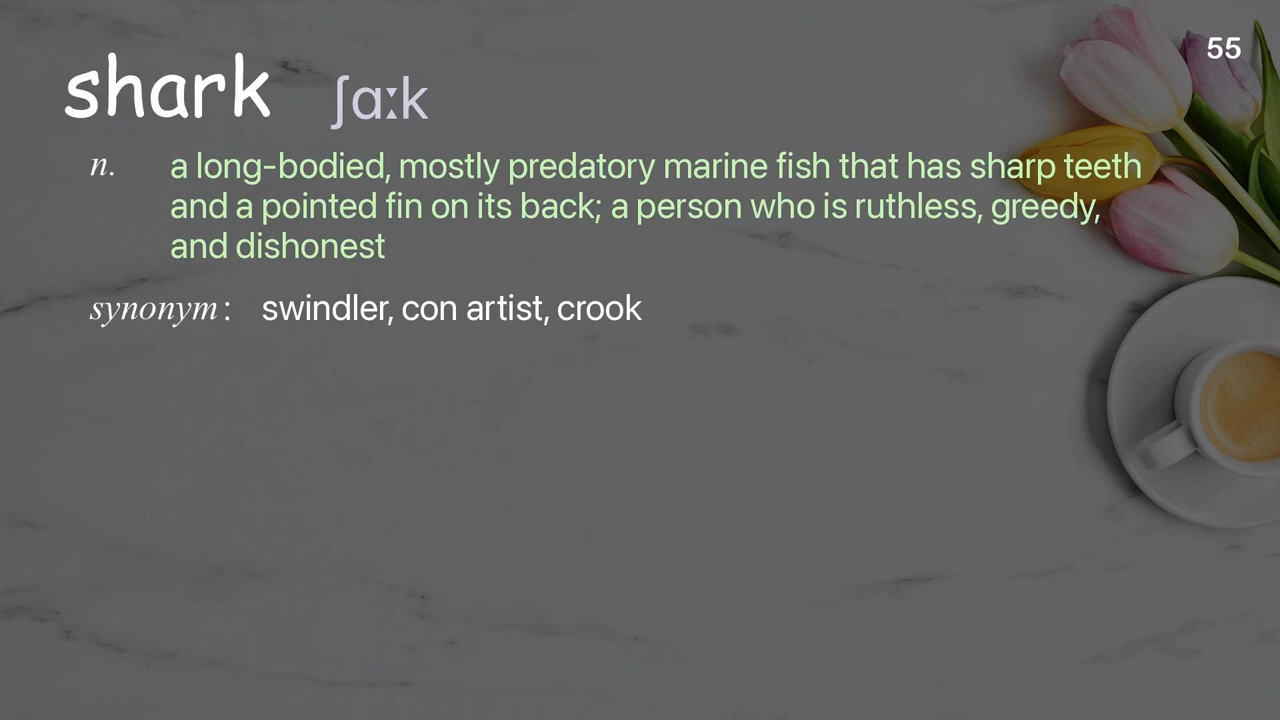 55
shark ʃɑːk
n. a long-bodied, mostly predatory marine fish that has sharp teeth
and a pointed fin on its back; a person who is ruthless, greedy,
and dishonest
synonym: swindler, con artist, crook